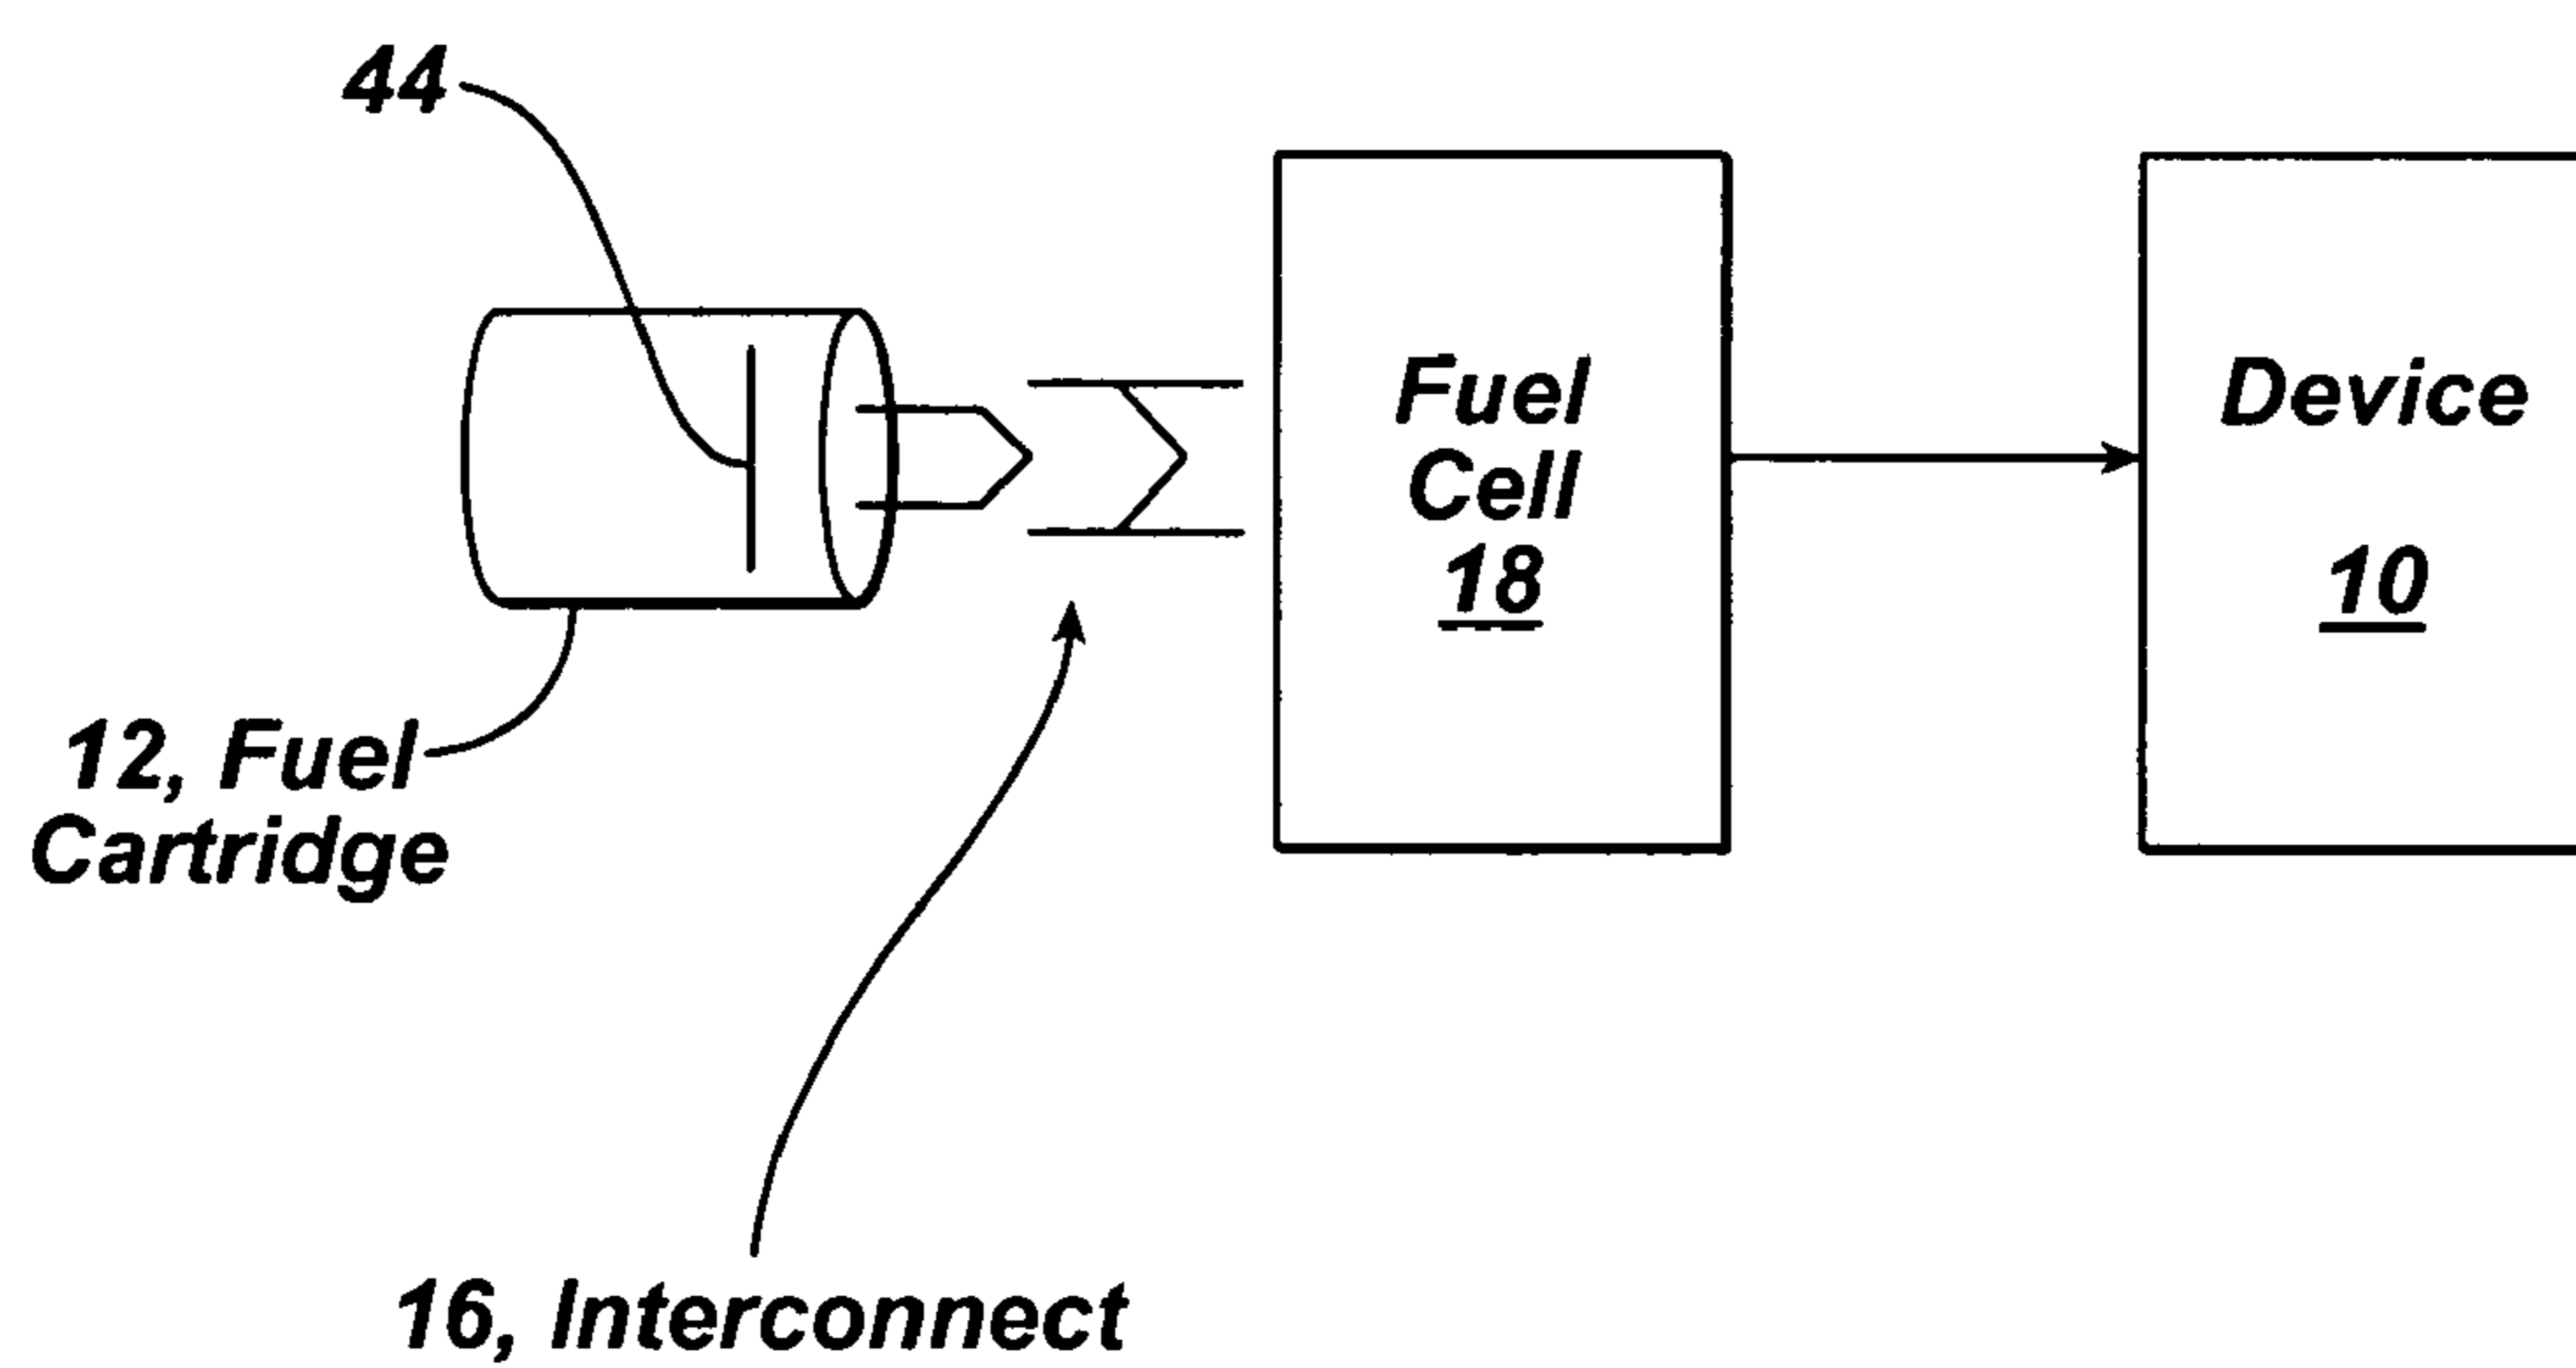 44
Fuel
Cell
18
Device
10
12, Fuel
Cartridge
16, Interconnect